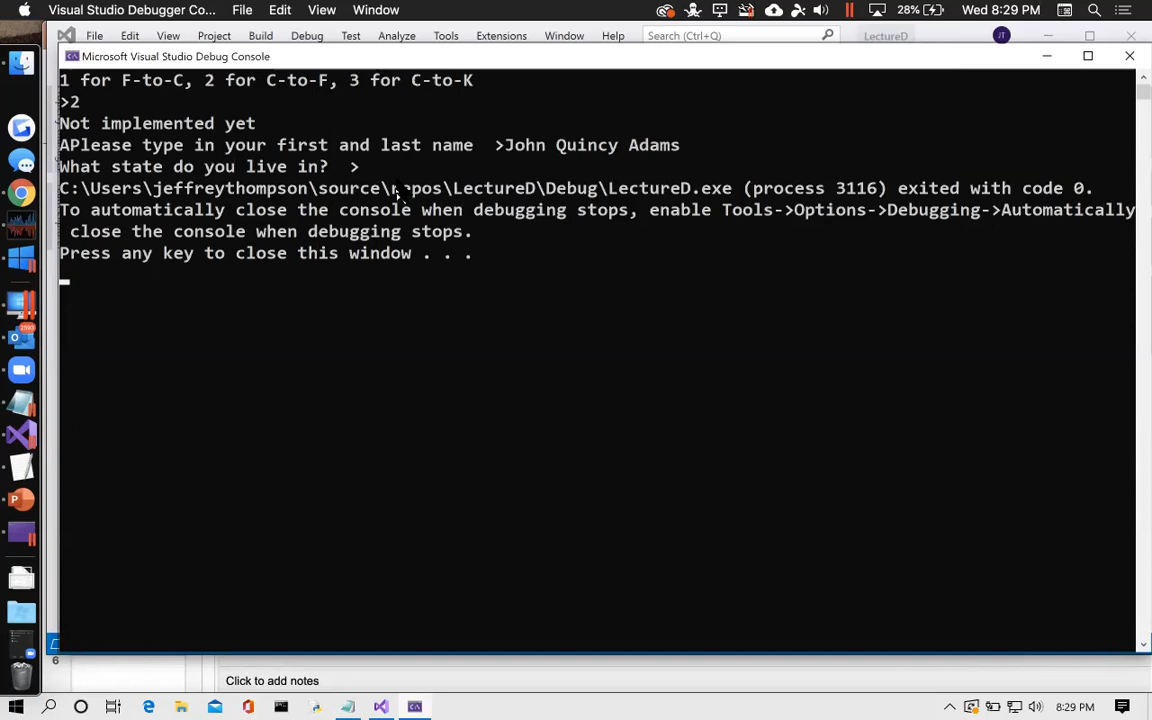 Visual Studio Debugger Co... File Edit View Window 28% Wed 8:29 PM
File Edit View Project Build Debug Test Analyze Tools Extensions Window Help Search (Ctrl+Q) LectureD JT
Microsoft Visual Studio Debug Console
1 for F-to-C, 2 for C-to-F, 3 for C-to-K
>2
Not implemented yet
APlease type in your first and last name  >John Quincy Adams
What state do you live in?  >
C:\Users\jeffreythompson\source\repos\LectureD\Debug\LectureD.exe (process 3116) exited with code 0.
To automatically close the console when debugging stops, enable Tools->Options->Debugging->Automatically
close the console when debugging stops.
Press any key to close this window . . .
6
Click to add notes
8:29 PM